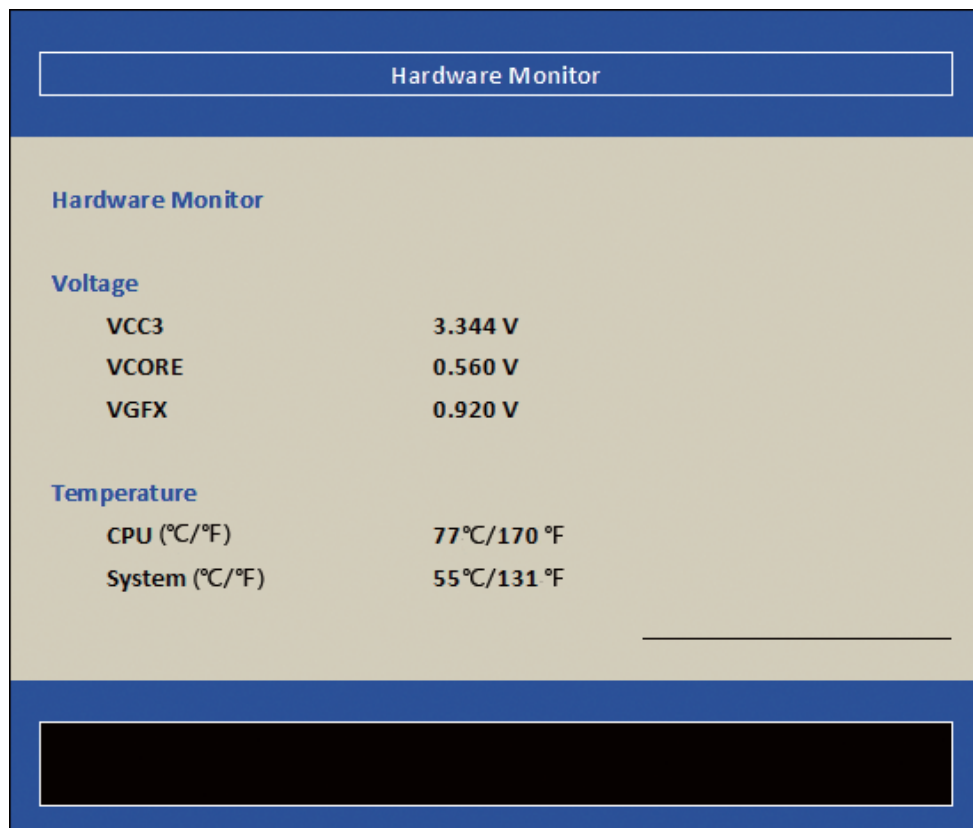 Hardware Monitor
Hardware Monitor
Voltage
VCC3 3.344 V
VCORE 0.560 V
VGFX 0.920 V
Temperature
CPU (℃/℉) 77℃/170 ℉
System (℃/℉) 55℃/131 ℉